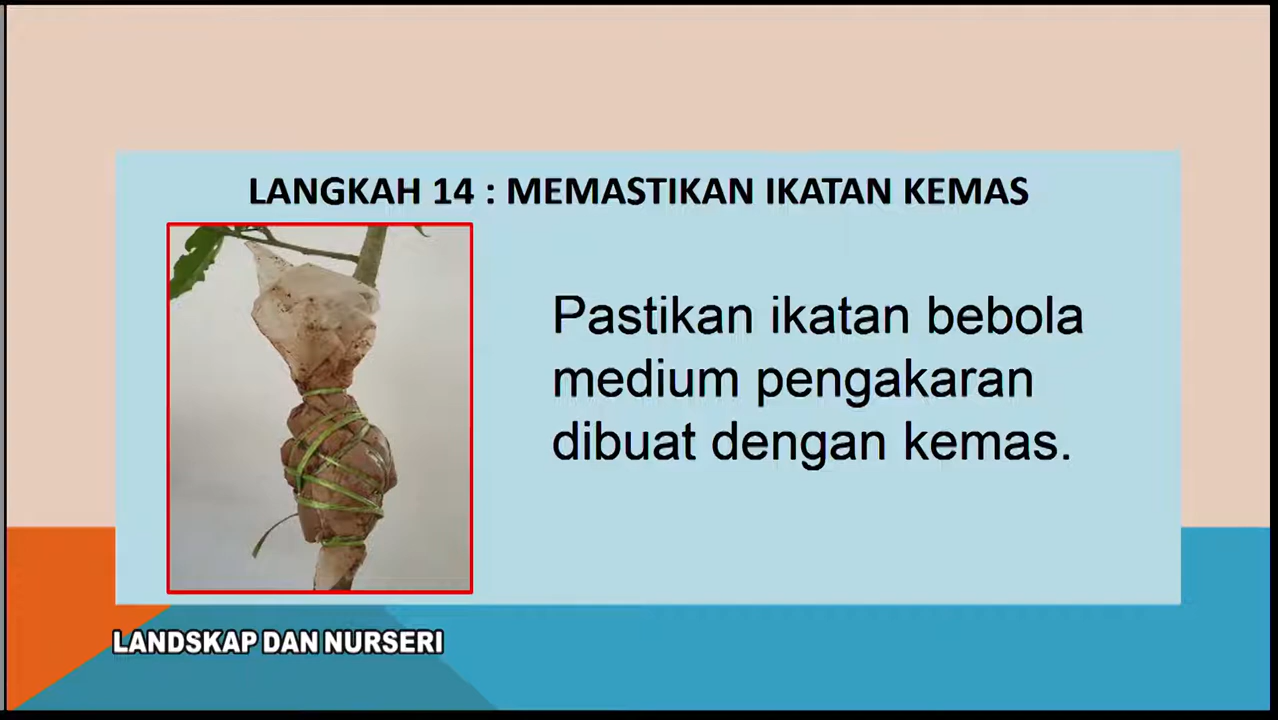 LANGKAH 14 : MEMASTIKAN IKATAN KEMAS
Pastikan ikatan bebola
medium pengakaran
dibuat dengan kemas.
LANDSKAP DAN NURSERI